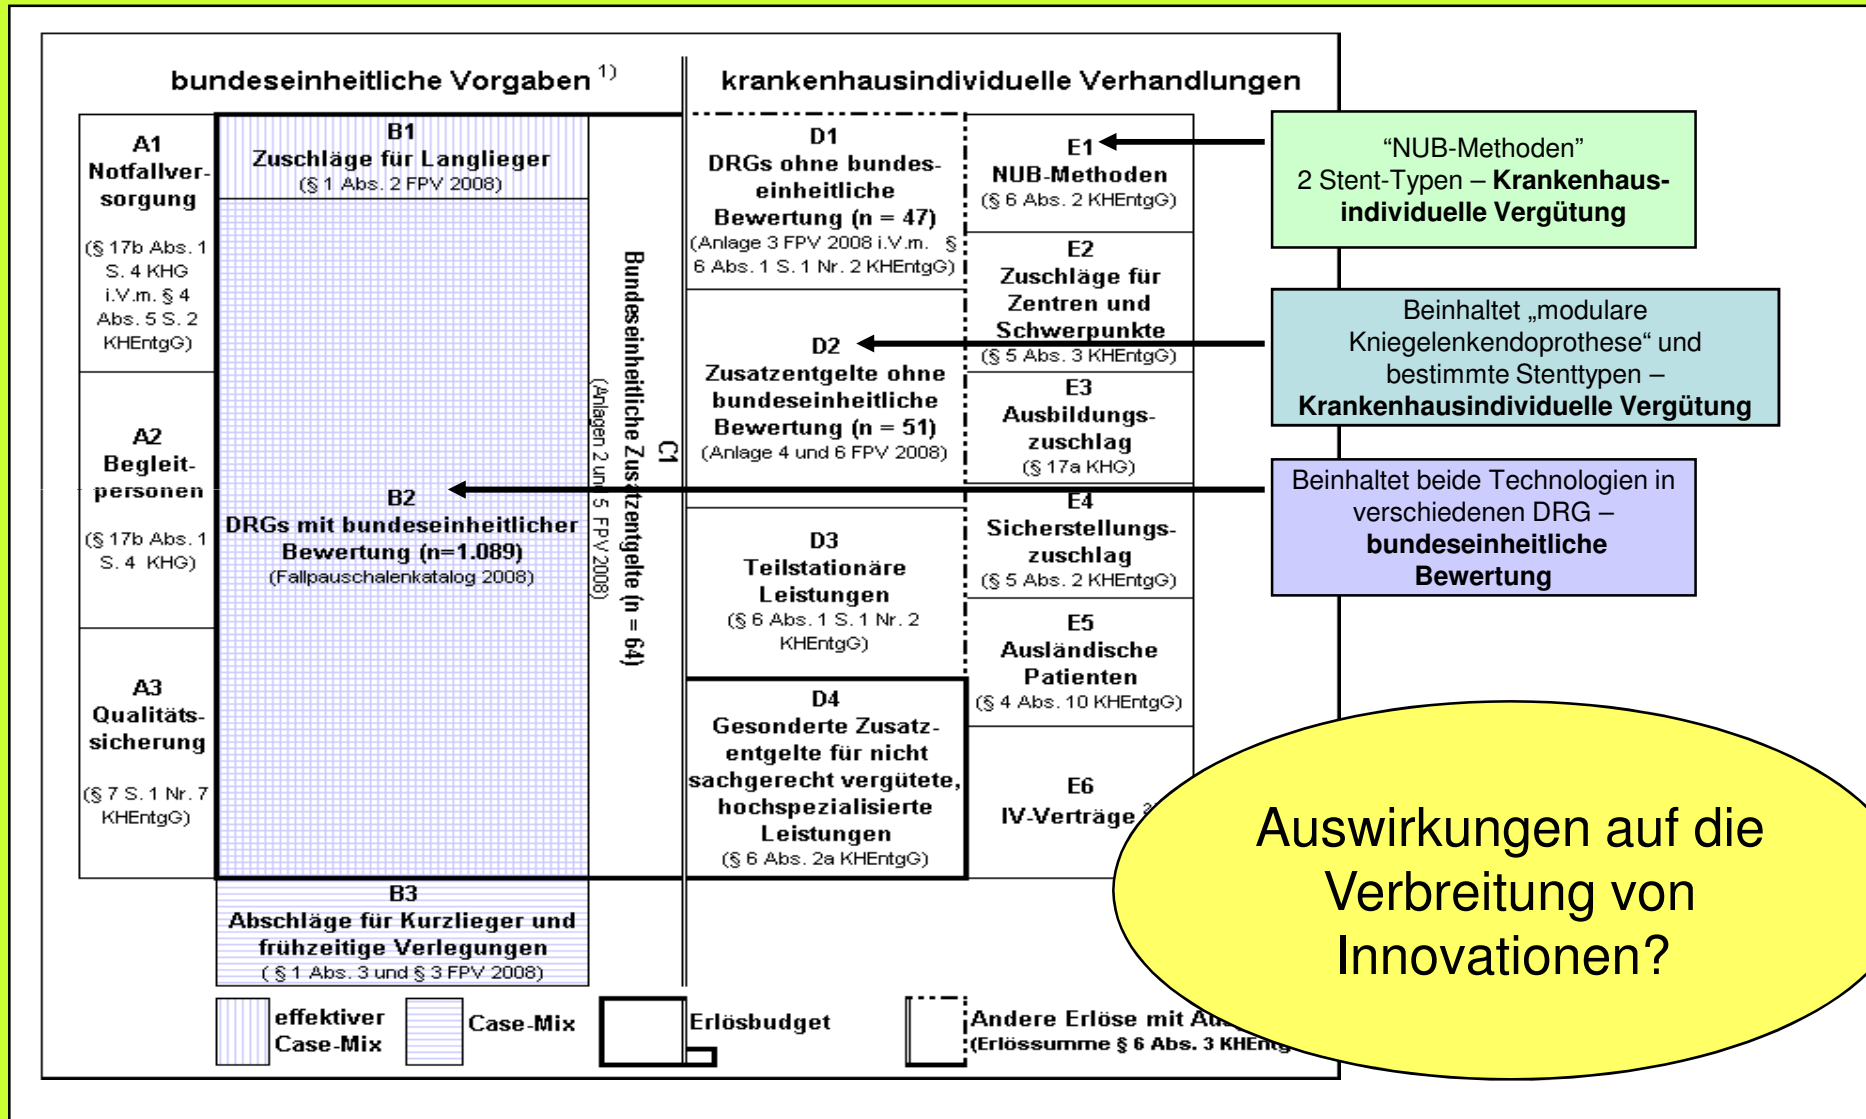 bundeseinheitliche Vorgaben 1)
krankenhausindividuelle Verhandlungen
A1
Notfallver-
sorgung
(§ 17b Abs. 1
S. 4 KHG
i.V.m. § 4
Abs. 5 S. 2
KHEntgG)
A2
Begleit-
personen
(§ 17b Abs. 1
S. 4 KHG)
A3
Qualitäts-
sicherung
(§ 7 S. 1 Nr. 7
KHEntgG)
B1
Zuschläge für Langlieger
(§ 1 Abs. 2 FPV 2008)
B2
DRGs mit bundeseinheitlicher
Bewertung (n=1.089)
(Fallpauschalenkatalog 2008)
B3
Abschläge für Kurzlieger und
frühzeitige Verlegungen
( § 1 Abs. 3 und § 3 FPV 2008)
C1
Bundeseinheitliche Zusatzentgelte (n = 64)
(Anlagen 2 und 5 FPV 2008)
D1
DRGs ohne bundes-
einheitliche
Bewertung (n = 47)
(Anlage 3 FPV 2008 i.V.m. §
6 Abs. 1 S. 1 Nr. 2 KHEntgG)
D2
Zusatzentgelte ohne
bundeseinheitliche
Bewertung (n = 51)
(Anlage 4 und 6 FPV 2008)
D3
Teilstationäre
Leistungen
(§ 6 Abs. 1 S. 1 Nr. 2
KHEntgG)
D4
Gesonderte Zusatz-
entgelte für nicht
sachgerecht vergütete,
hochspezialisierte
Leistungen
(§ 6 Abs. 2a KHEntgG)
E1
NUB-Methoden
(§ 6 Abs. 2 KHEntgG)
E2
Zuschläge für
Zentren und
Schwerpunkte
(§ 5 Abs. 3 KHEntgG)
E3
Ausbildungs-
zuschlag
(§ 17a KHG)
E4
Sicherstellungs-
zuschlag
(§ 5 Abs. 2 KHEntgG)
E5
Ausländische
Patienten
(§ 4 Abs. 10 KHEntgG)
E6
IV-Verträge
"NUB-Methoden"
2 Stent-Typen – Krankenhaus-
individuelle Vergütung
Beinhaltet „modulare
Kniegelenkendoprothese“ und
bestimmte Stenttypen –
Krankenhausindividuelle Vergütung
Beinhaltet beide Technologien in
verschiedenen DRG –
bundeseinheitliche
Bewertung
Auswirkungen auf die
Verbreitung von
Innovationen?
effektiver
Case-Mix
Case-Mix
Erlösbudget
Andere Erlöse mit
(Erlössumme § 6 Abs. 3